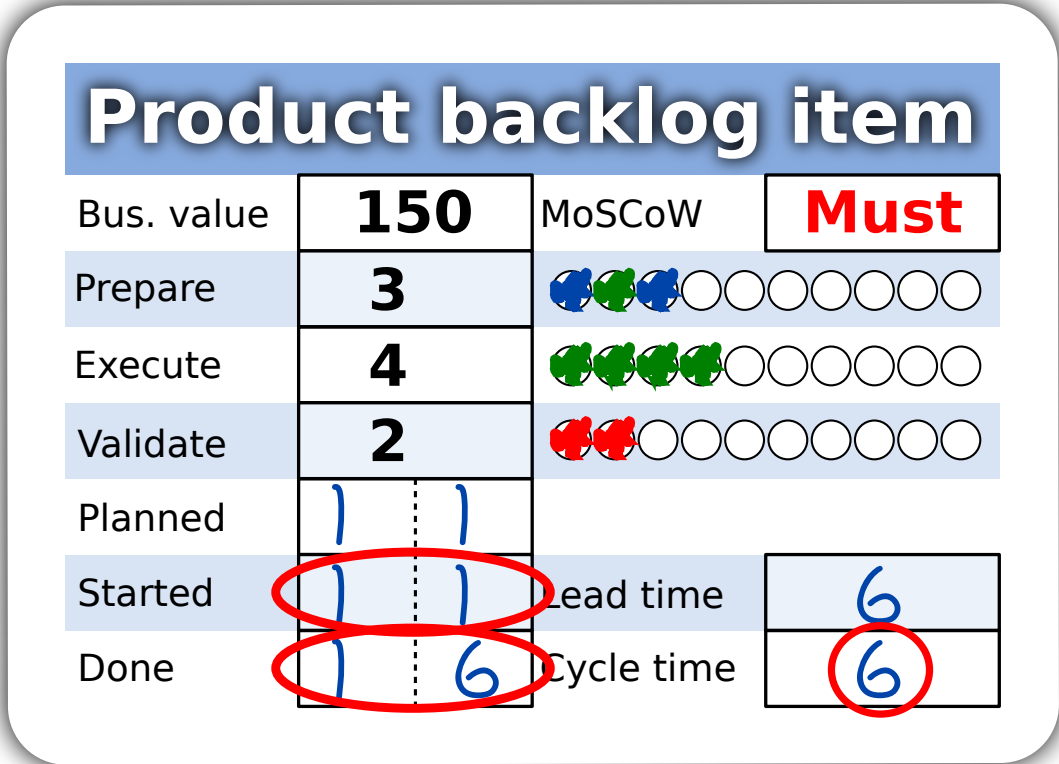 Product backlog item
Bus. value 150 MoSCoW Must
Prepare 3
Execute 4
Validate 2
Planned 1 1
Started 1 1 Lead time 6
Done 1 6 Cycle time 6